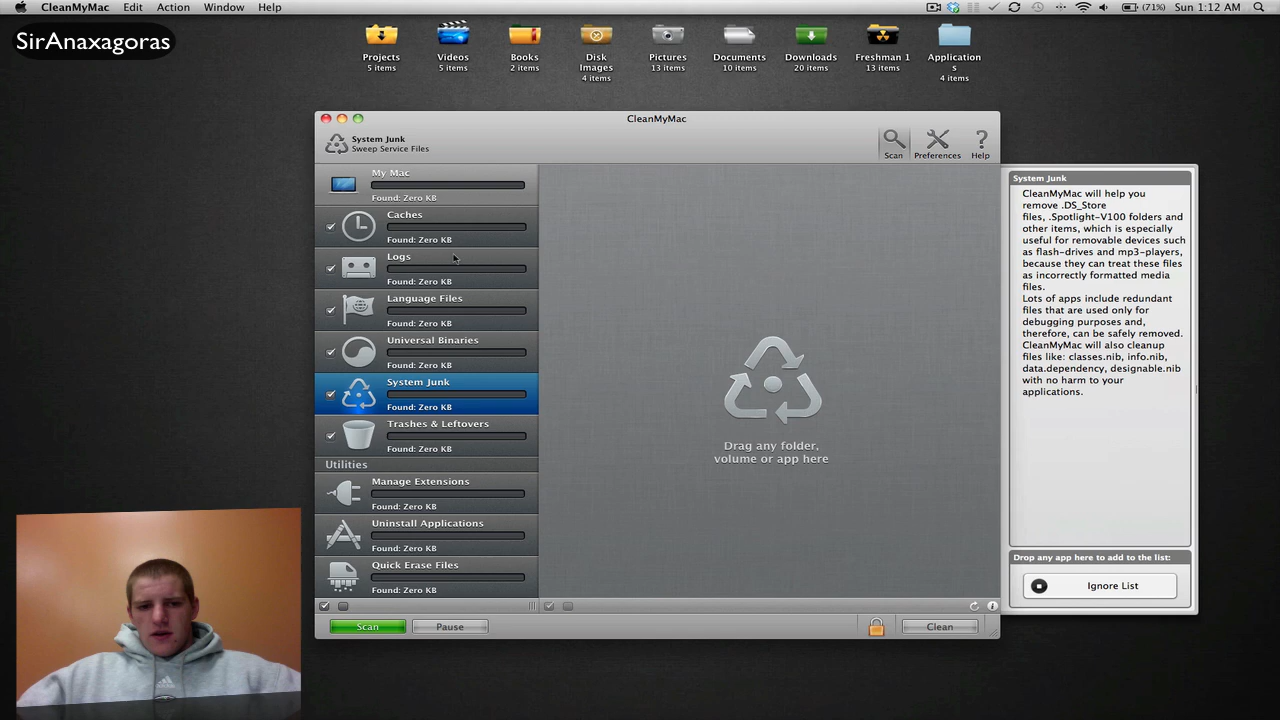 CleanMyMac Edit Action Window Help
(71%) Sun 1:12 AM
SirAnaxagoras
Projects
5 items
Videos
5 items
Books
2 items
Disk
Images
4 items
Pictures
13 items
Documents
10 items
Downloads
20 items
Freshman 1
13 items
Application
s
4 items
CleanMyMac
System Junk
Sweep Service Files
Scan
Preferences
?
Help
My Mac
Found: Zero KB
Caches
Found: Zero KB
Logs
Found: Zero KB
Language Files
Found: Zero KB
Universal Binaries
Found: Zero KB
System Junk
Found: Zero KB
Trashes & Leftovers
Found: Zero KB
Utilities
Manage Extensions
Found: Zero KB
Uninstall Applications
Found: Zero KB
Quick Erase Files
Found: Zero KB
Scan
Pause
Drag any folder,
volume or app here
Clean
System Junk
CleanMyMac will help you
remove .DS_Store
files, .Spotlight-V100 folders and
other items, which is especially
useful for removable devices such
as flash-drives and mp3-players,
because they can treat these files
as incorrectly formatted media
files.
Lots of apps include redundant
files that are used only for
debugging purposes and,
therefore, can be safely removed.
CleanMyMac will also cleanup
files like: classes.nib, info.nib,
data.dependency, designable.nib
with no harm to your
applications.
Drop any app here to add to the list:
Ignore List